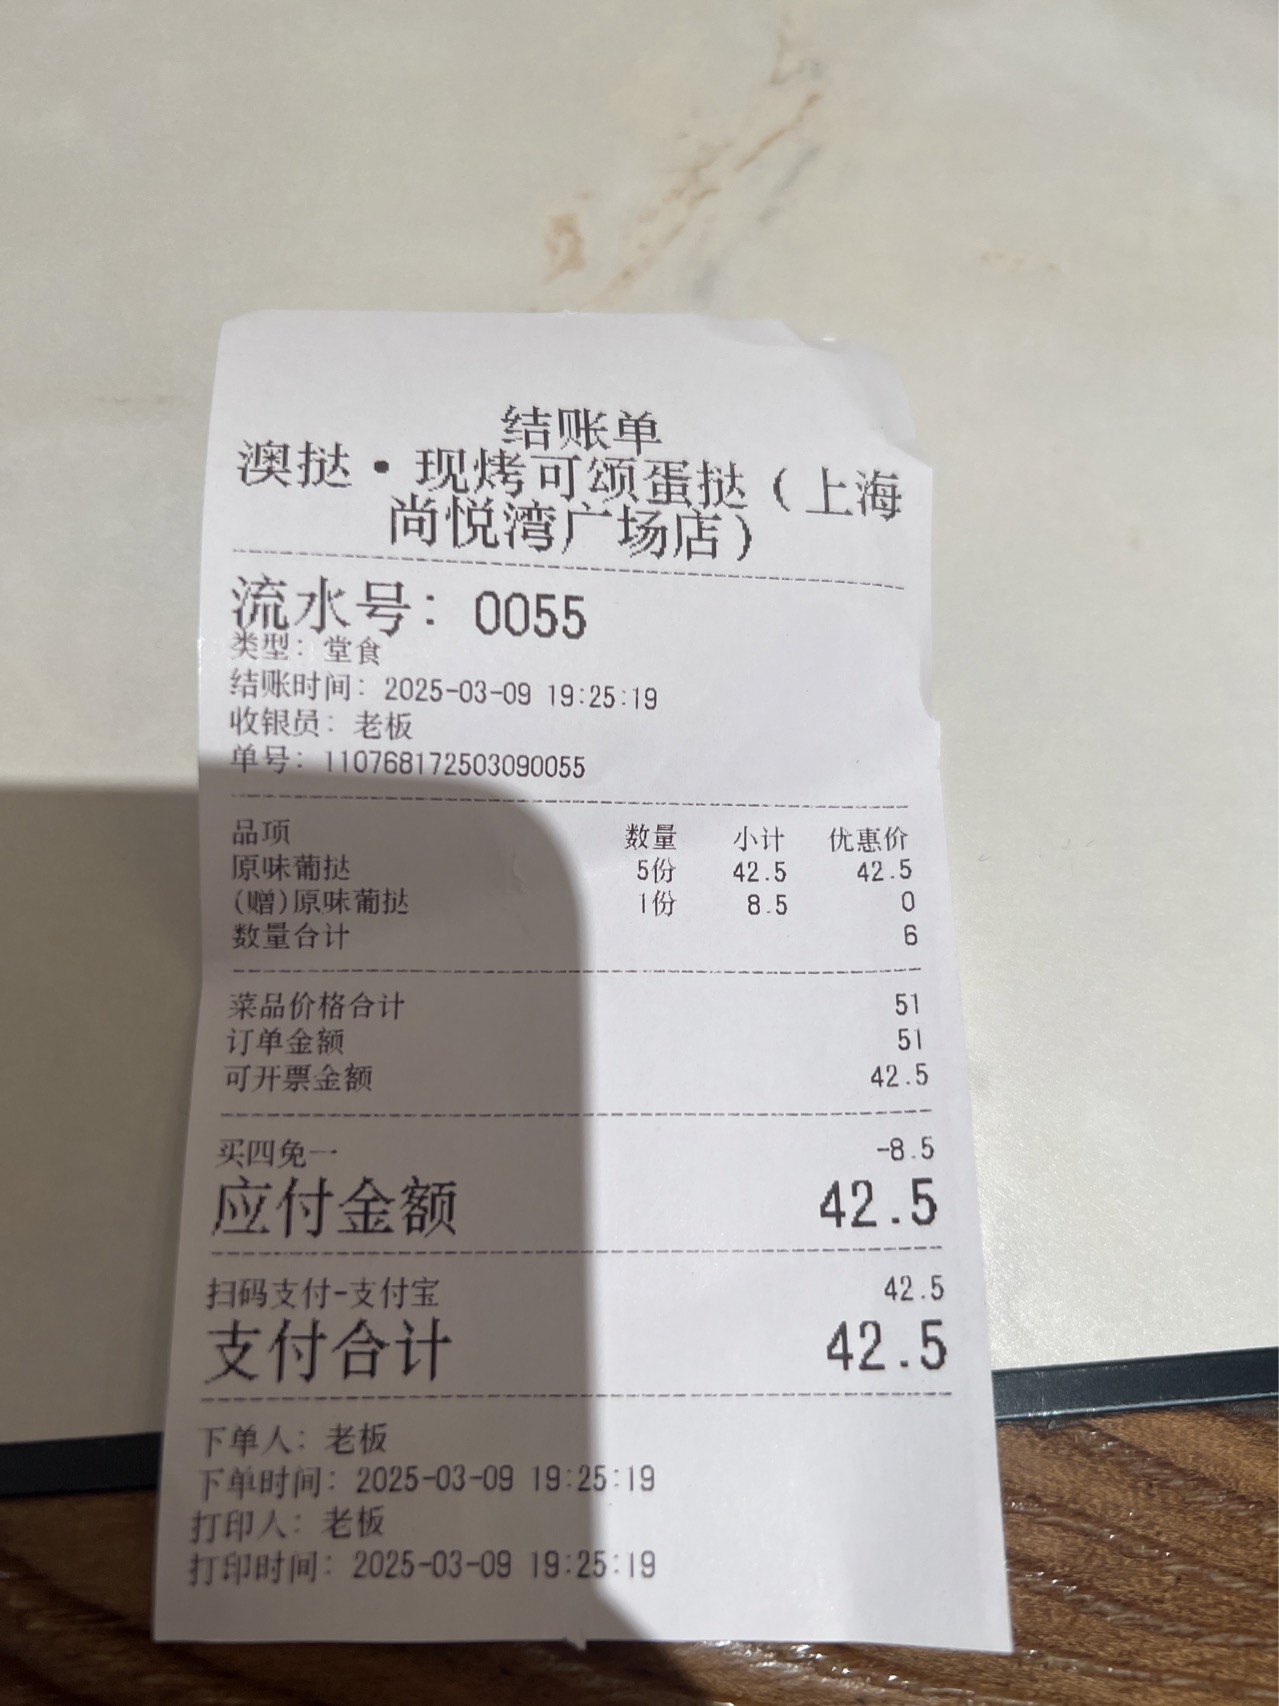 结账单
澳挞·现烤可颂蛋挞（上海
尚悦湾广场店）
流水号：0055
类型：堂食
结账时间：2025-03-09 19:25:19
收银员：老板
单号：110768172503090055
品项 数量 小计 优惠价
原味葡挞 5份 42.5 42.5
(赠)原味葡挞 1份 8.5 0
数量合计 6
菜品价格合计 51
订单金额 51
可开票金额 42.5
买四免一 -8.5
应付金额 42.5
扫码支付-支付宝 42.5
支付合计 42.5
下单人：老板
下单时间：2025-03-09 19:25:19
打印人：老板
打印时间：2025-03-09 19:25:19